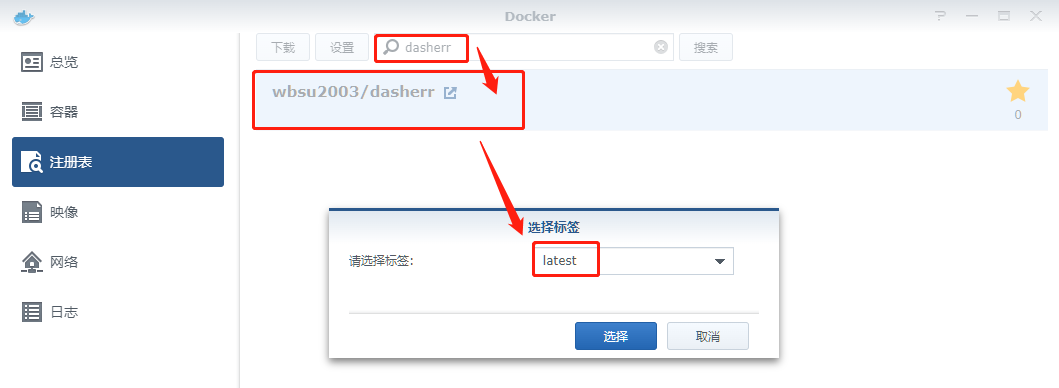 Docker
总览
容器
注册表
映像
网络
日志
下载 设置 dasherr 搜索
wbsu2003/dasherr
0
选择标签
请选择标签: latest
选择 取消